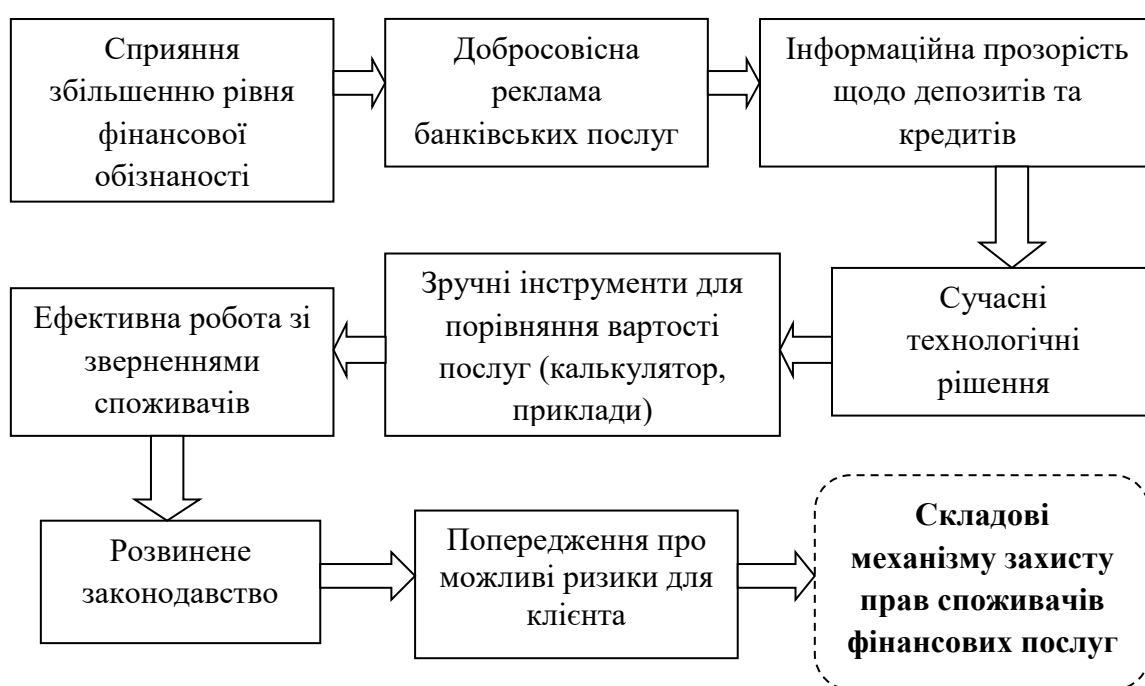 Сприяння
збільшенню рівня
фінансової
обізнаності
Добросовісна
реклама
банківських послуг
Інформаційна прозорість
щодо депозитів та
кредитів
Сучасні
технологічні
рішення
Зручні інструменти для
порівняння вартості
послуг (калькулятор,
приклади)
Ефективна робота зі
зверненнями
споживачів
Розвинене
законодавство
Попередження про
можливі ризики для
клієнта
Складові
механізму захисту
прав споживачів
фінансових послуг